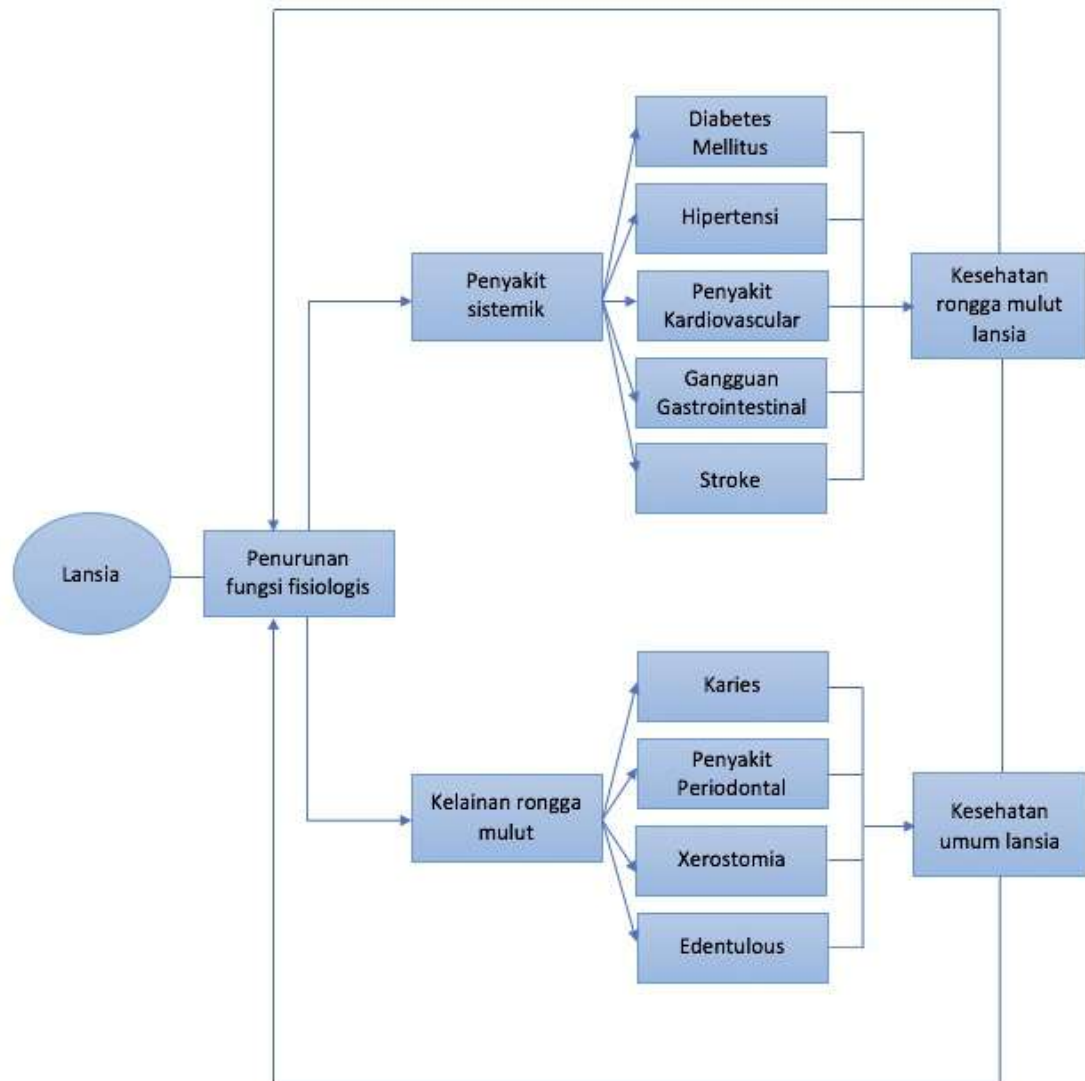 Diabetes
Mellitus
Hipertensi
Penyakit
sistemik
Penyakit
Kardiovascular
Kesehatan
rongga mulut
lansia
Gangguan
Gastrointestinal
Stroke
Lansia
Penurunan
fungsi fisiologis
Karies
Penyakit
Periodontal
Kelainan rongga
mulut
Kesehatan
umum lansia
Xerostomia
Edentulous